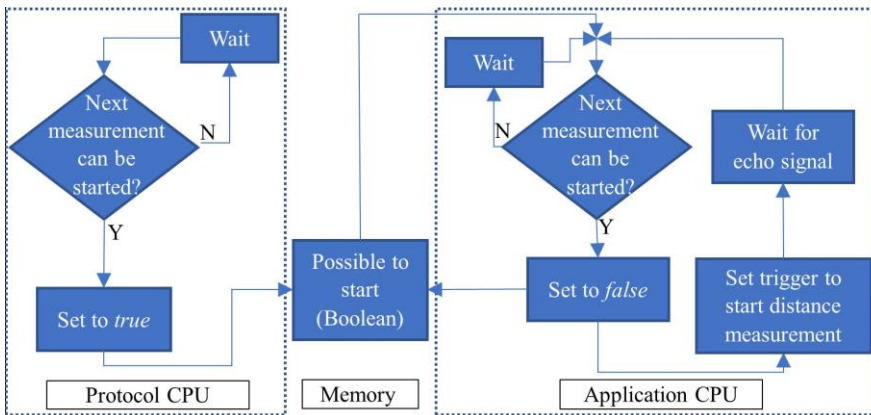 Wait
Next
measurement
can be
started?
N
Y
Set to true
Protocol CPU
Possible to
start
(Boolean)
Memory
Wait
Next
measurement
can be
started?
N
Y
Set to false
Wait for
echo signal
Set trigger to
start distance
measurement
Application CPU